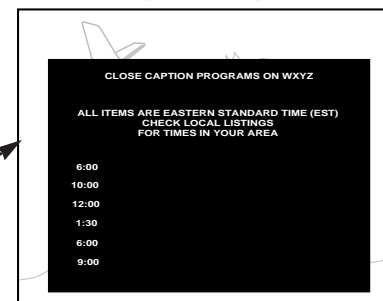 CLOSE CAPTION PROGRAMS ON WXYZ
ALL ITEMS ARE EASTERN STANDARD TIME (EST)
CHECK LOCAL LISTINGS
FOR TIMES IN YOUR AREA
6:00
10:00
12:00
1:30
6:00
9:00